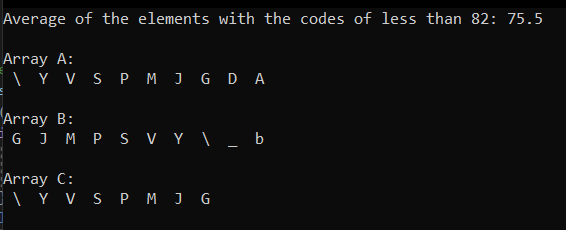 Average of the elements with the codes of less than 82: 75.5
Array A:
\ Y V S P M J G D A
Array B:
G J M P S V Y \ _ b
Array C:
\ Y V S P M J G